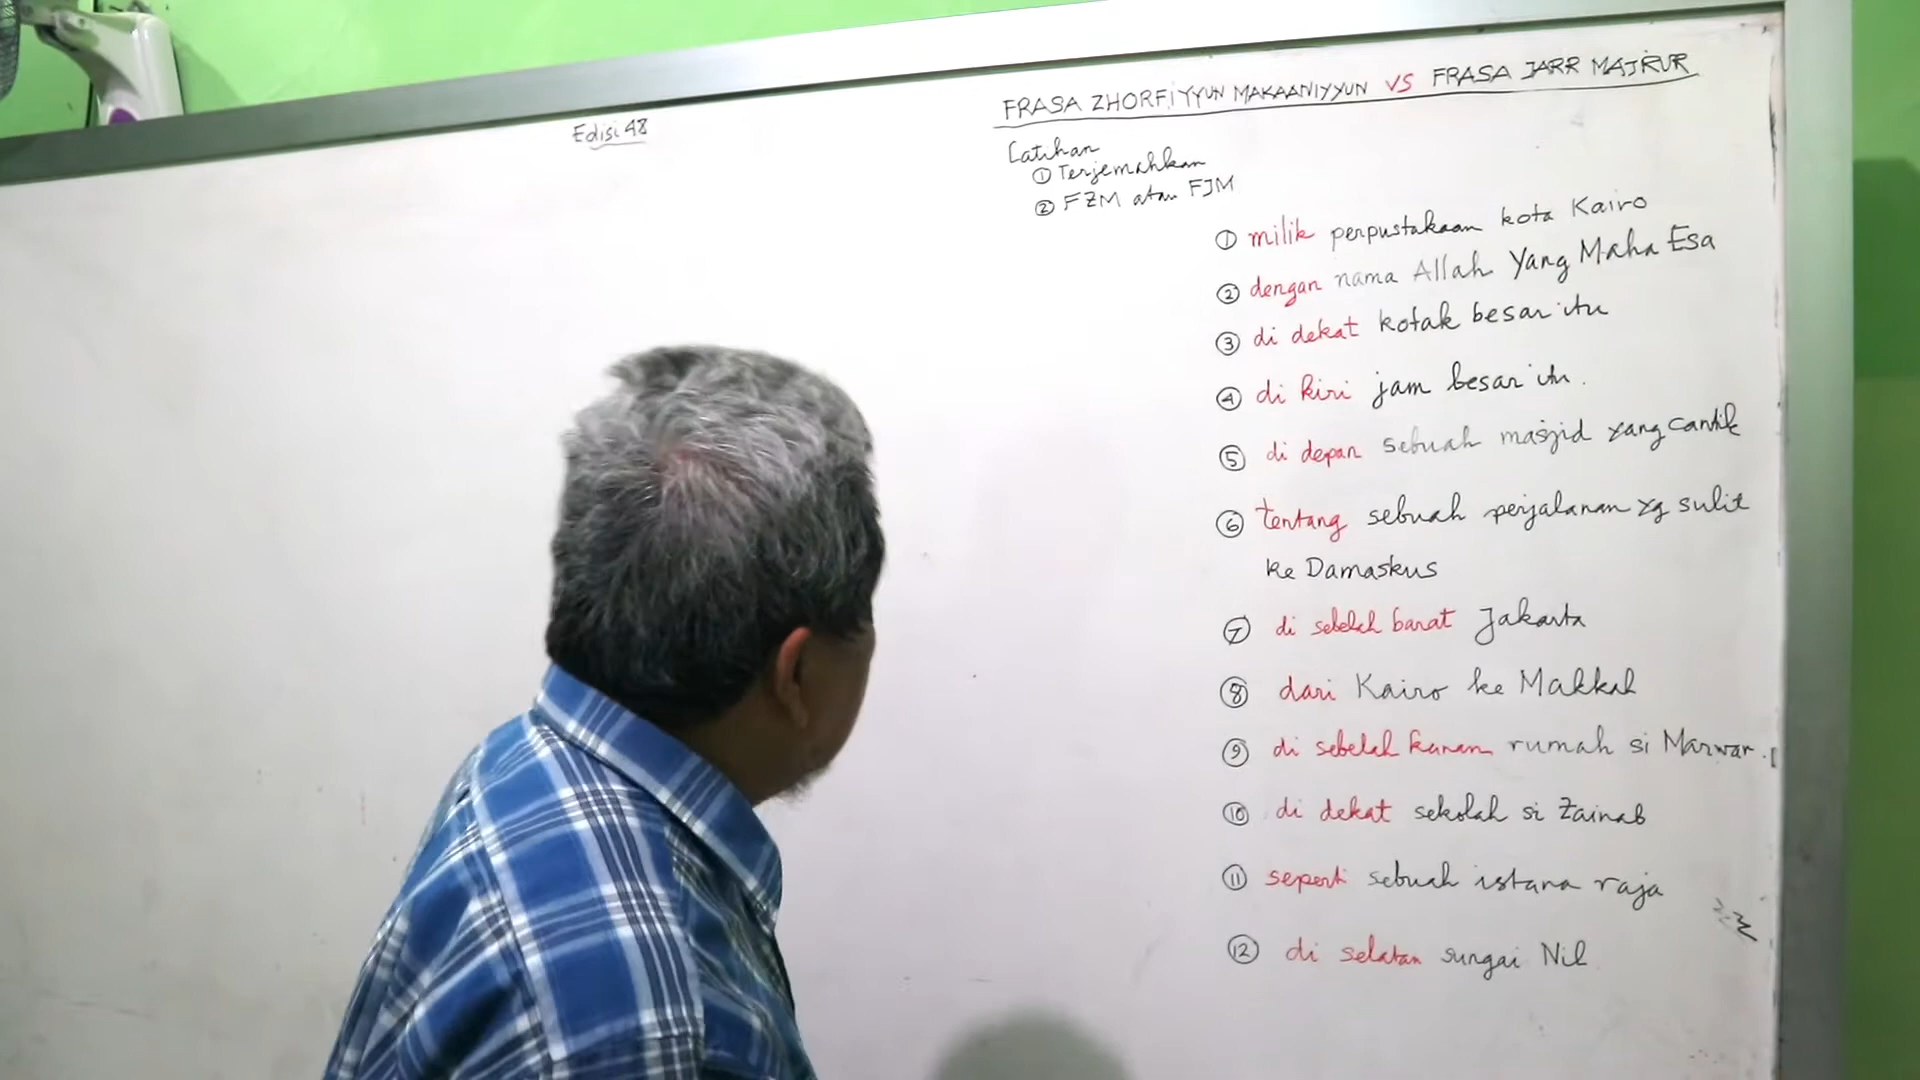 Edisi 48
FRASA ZHORFIYYUN MAKAANIYYUN VS FRASA JARR MAJRUR
Latihan
① Terjemahkan
② FZM atau FJM
① milik perpustakaan kota Kairo
② dengan nama Allah Yang Maha Esa
③ di dekat kotak besar itu
④ di kiri jam besar itu.
⑤ di depan sebuah masjid yang cantik
⑥ tentang sebuah perjalanan yg sulit
ke Damaskus
⑦ di sebelah barat Jakarta
⑧ dari Kairo ke Makkah
⑨ di sebelah kanan rumah si Marwan.
⑩ di dekat sekolah si Zainab
⑪ seperti sebuah istana raja
⑫ di selatan sungai Nil